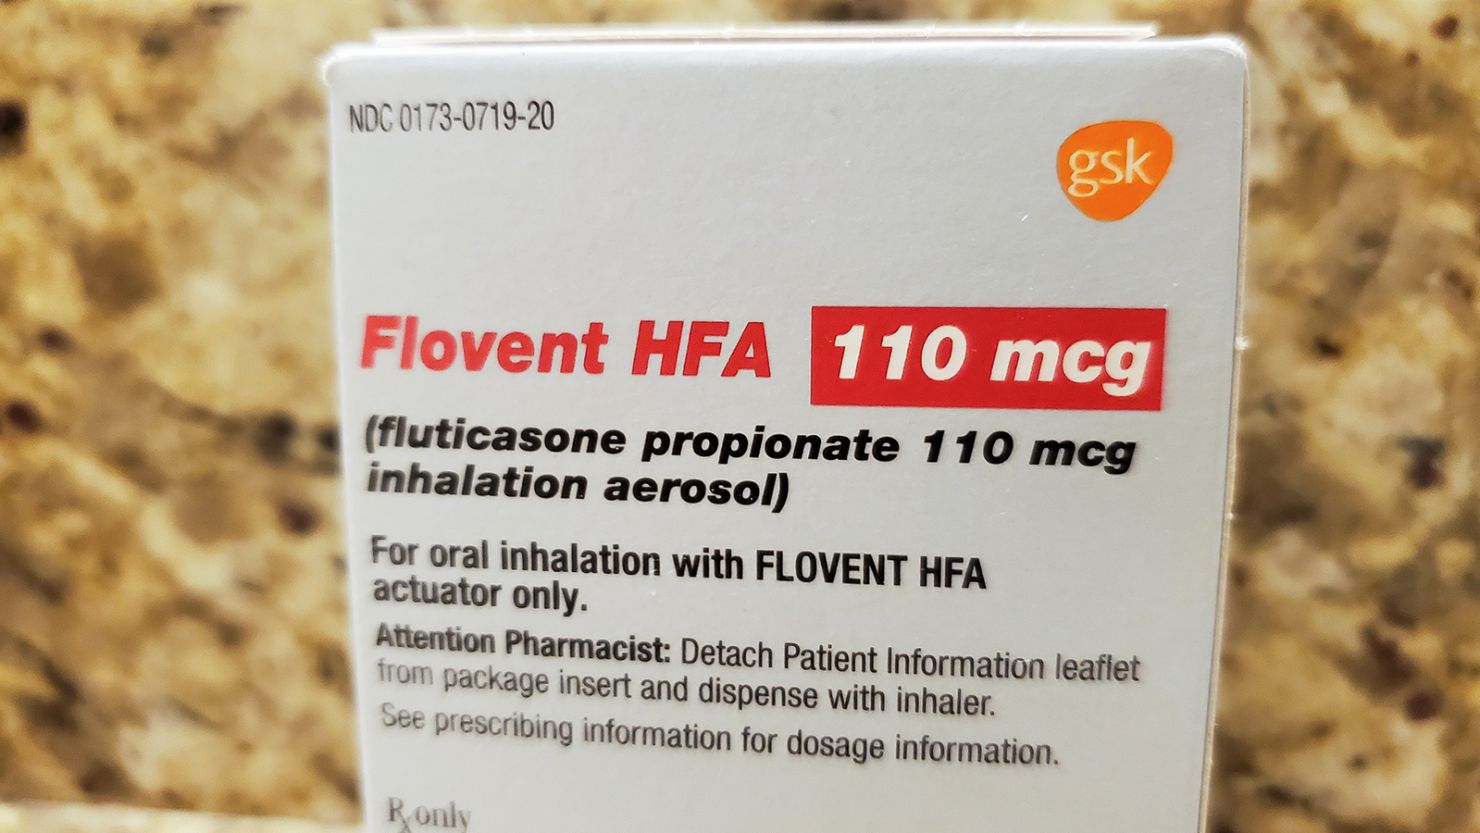 NDC 0173-0719-20
gsk
Flovent HFA 110 mcg
(fluticasone propionate 110 mcg
inhalation aerosol)
For oral inhalation with FLOVENT HFA
actuator only.
Attention Pharmacist: Detach Patient Information leaflet
from package insert and dispense with inhaler.
See prescribing information for dosage information.
Rx only